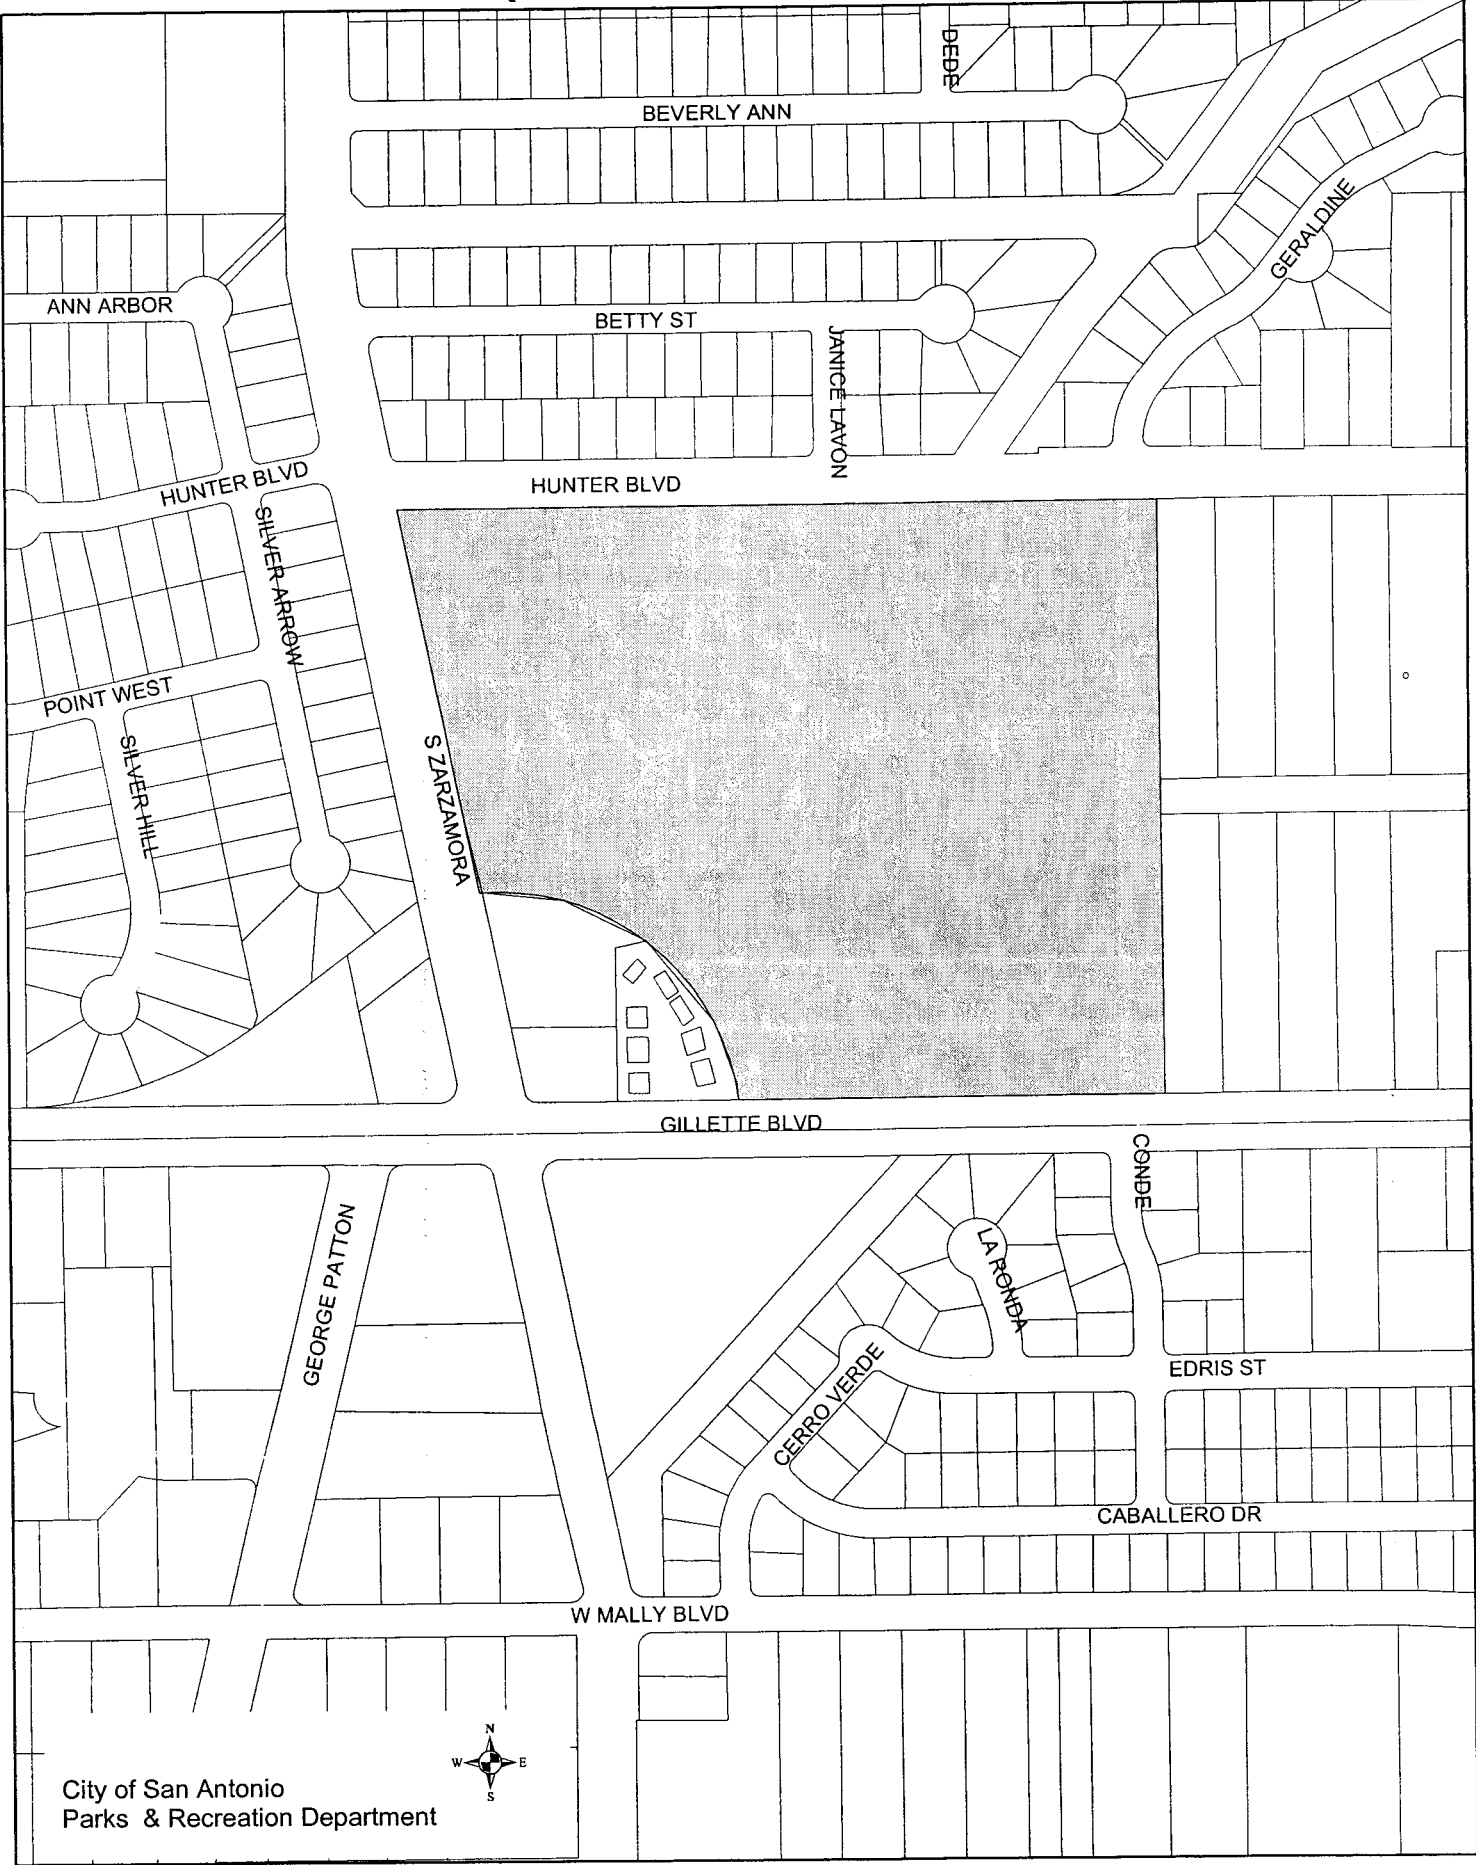 DEDE
BEVERLY ANN
GERALDINE
ANN ARBOR
BETTY ST
JANICE LAVON
HUNTER BLVD
HUNTER BLVD
SILVER ARROW
POINT WEST
SILVER HILL
S ZARZAMORA
GILLETTE BLVD
CONDE
GEORGE PATTON
LA RONDA
CERRO VERDE
EDRIS ST
CABALLERO DR
W MALLY BLVD
N
W E
S
City of San Antonio
Parks & Recreation Department